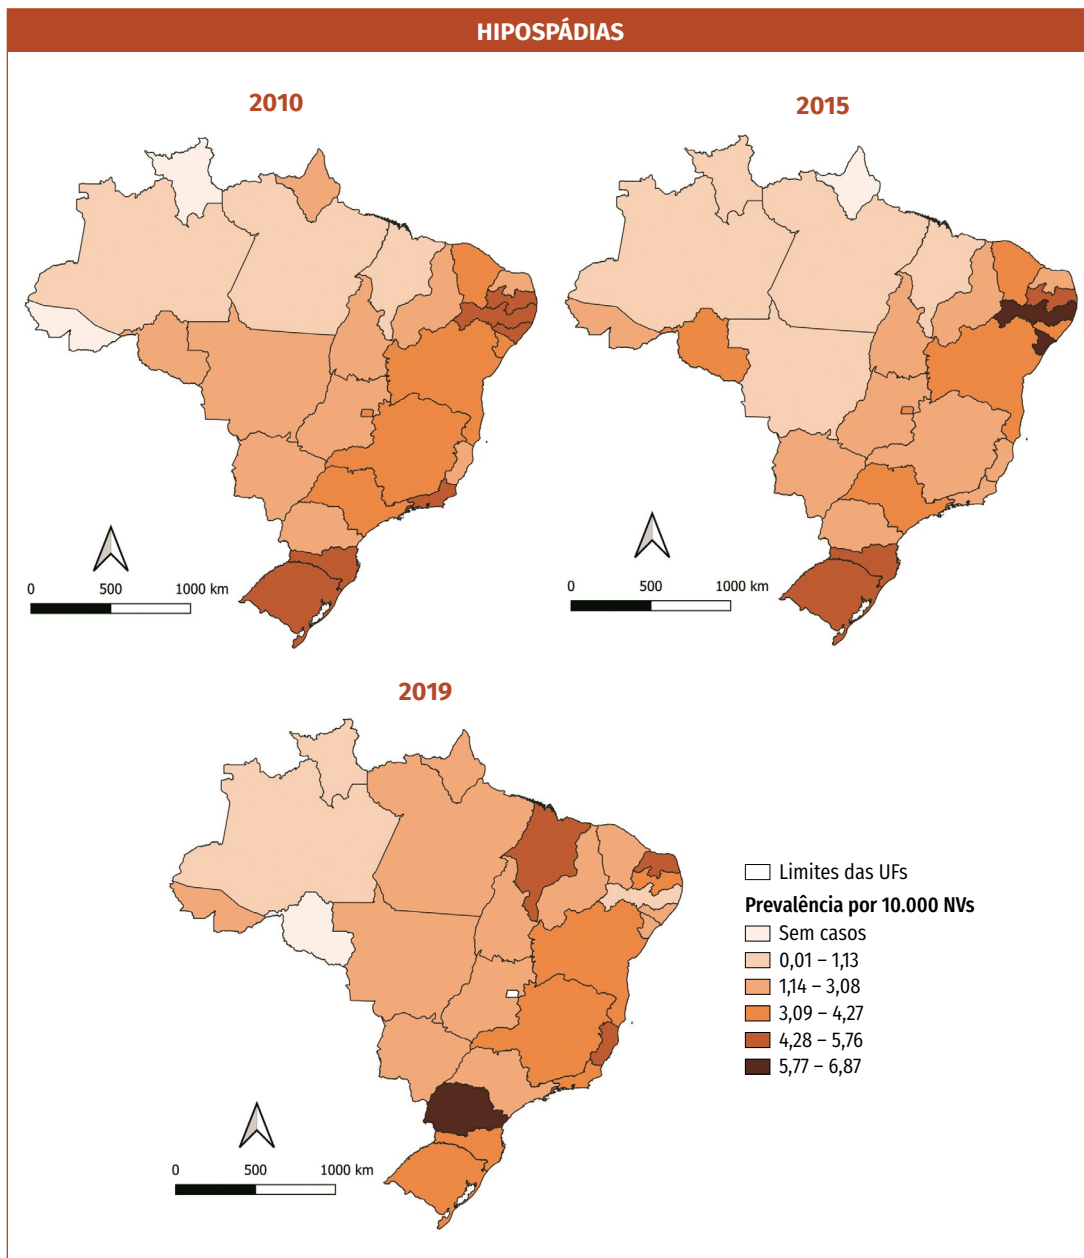 HIPOSPÁDIAS
2010
2015
0 500 1000 km
0 500 1000 km
2019
0 500 1000 km
Limites das UFs
Prevalência por 10.000 NVs
Sem casos
0,01 – 1,13
1,14 – 3,08
3,09 – 4,27
4,28 – 5,76
5,77 – 6,87